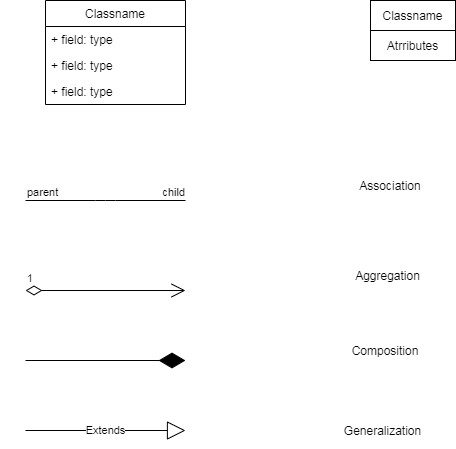 Classname
+ field: type
+ field: type
+ field: type
Classname
Atrributes
parent child
Association
1
Aggregation
Composition
Extends
Generalization